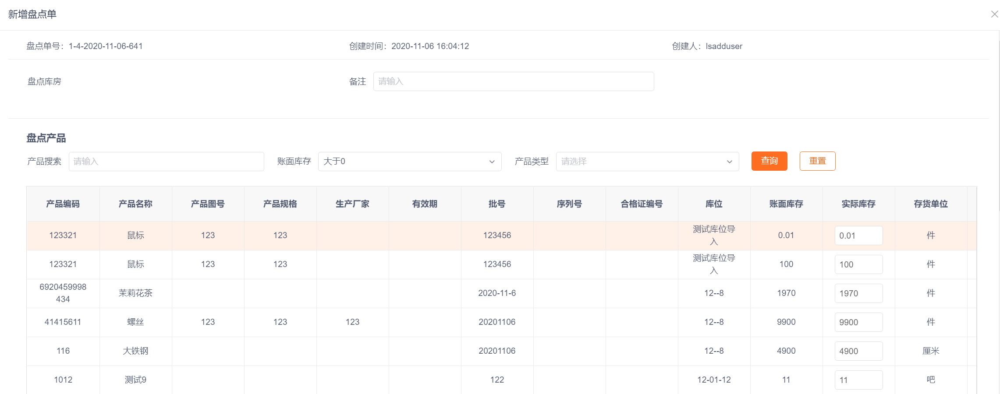 新增盘点单
盘点单号：1-4-2020-11-06-641 创建时间：2020-11-06 16:04:12 创建人：lsadduser
盘点库房 备注 请输入
盘点产品
产品搜索 请输入 账面库存 大于0 产品类型 请选择 查询 重置
产品编码 产品名称 产品图号 产品规格 生产厂家 有效期 批号 序列号 合格证编号 库位 账面库存 实际库存 存货单位
123321 鼠标 123 123 123456 测试库位导入 0.01 0.01 件
123321 鼠标 123 123 123456 测试库位导入 100 100 件
6920459998434 茉莉花茶 2020-11-6 12--8 1970 1970 件
41415611 螺丝 123 123 123 20201106 12--8 9900 9900 件
116 大铁钢 20201106 12--8 4900 4900 厘米
1012 测试9 122 12-01-12 11 11 吧